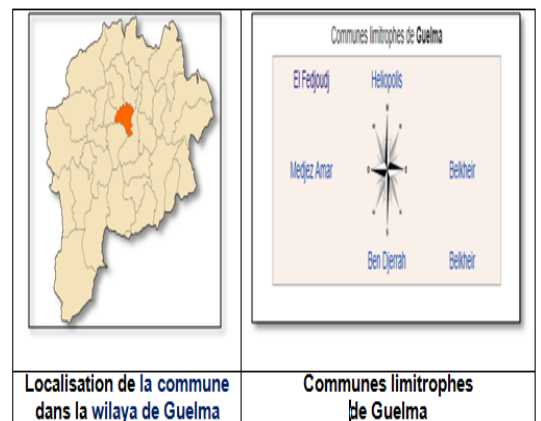 Communes limitrophes de Guelma
El Fedjoudj Heliopolis
Medjez Amar Belkheir
Ben Djerrah Belkheir
Localisation de la commune
dans la wilaya de Guelma
Communes limitrophes
de Guelma